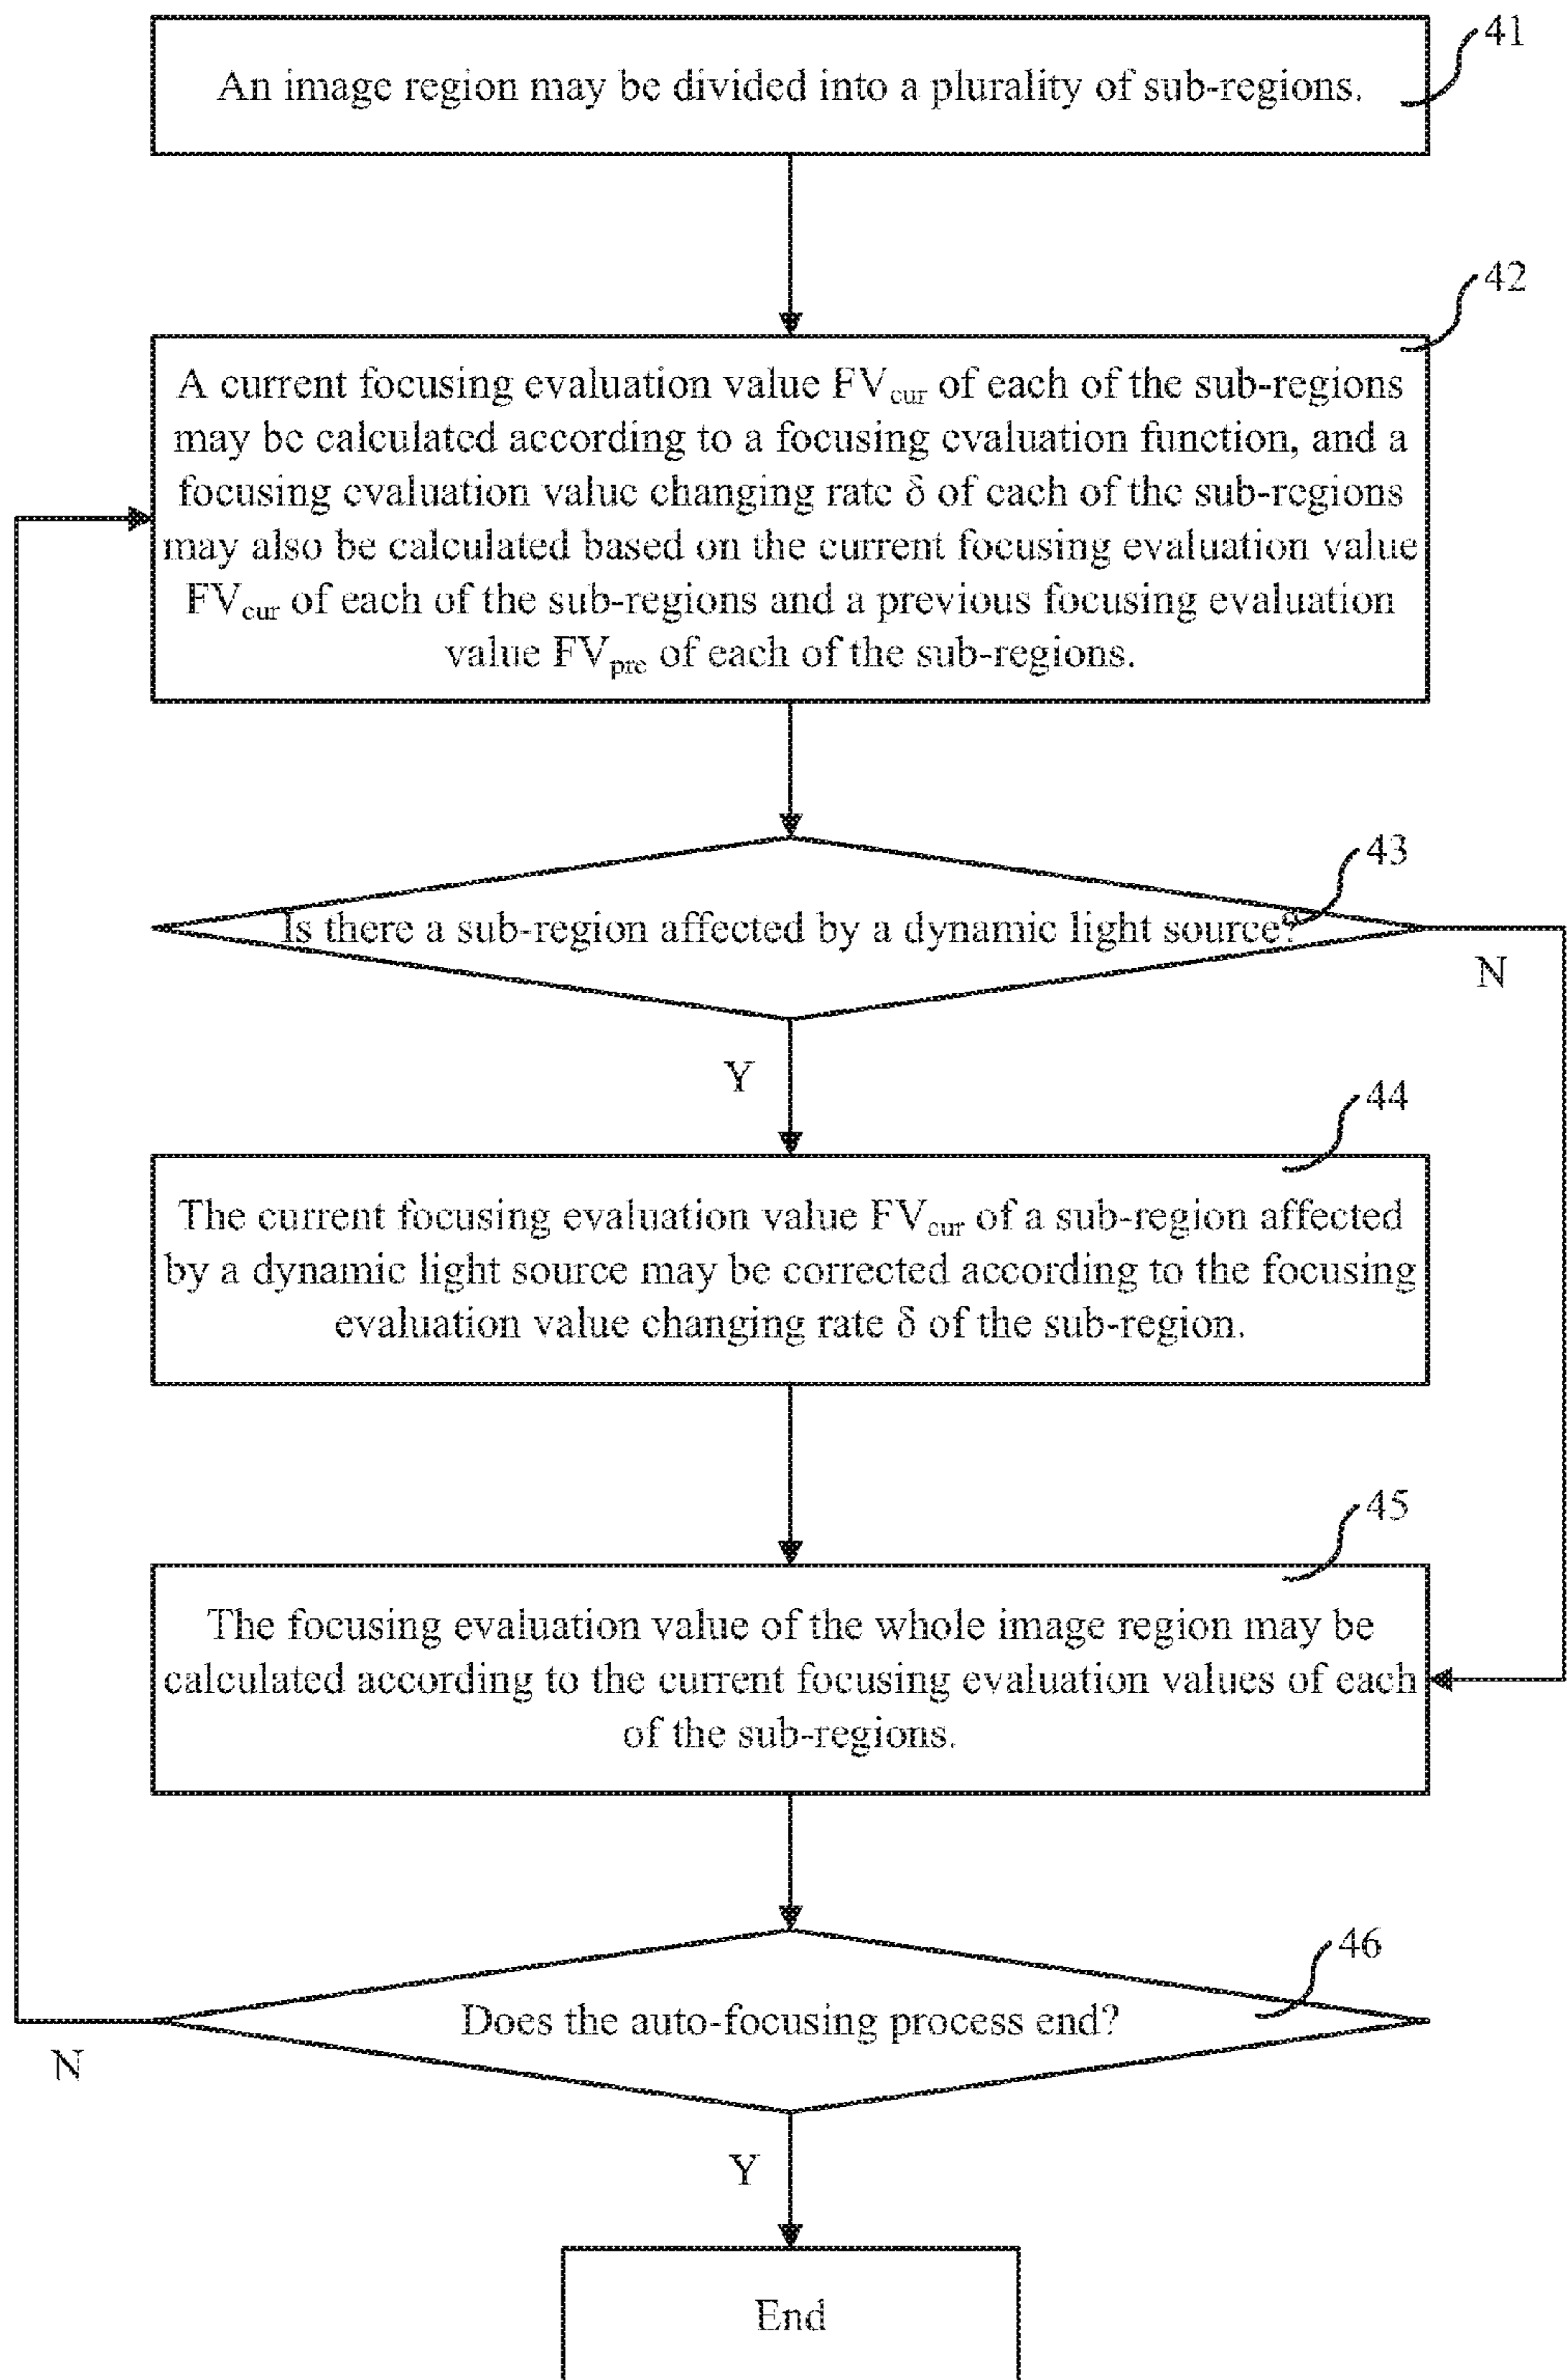 41
An image region may be divided into a plurality of sub-regions.
42
A current focusing evaluation value FVcur of each of the sub-regions
may be calculated according to a focusing evaluation function, and a
focusing evaluation value changing rate δ of each of the sub-regions
may also be calculated based on the current focusing evaluation value
FVcur of each of the sub-regions and a previous focusing evaluation
value FVpre of each of the sub-regions.
43
Is there a sub-region affected by a dynamic light source?
N
Y
44
The current focusing evaluation value FVcur of a sub-region affected
by a dynamic light source may be corrected according to the focusing
evaluation value changing rate δ of the sub-region.
45
The focusing evaluation value of the whole image region may be
calculated according to the current focusing evaluation values of each
of the sub-regions.
46
Does the auto-focusing process end?
N
Y
End